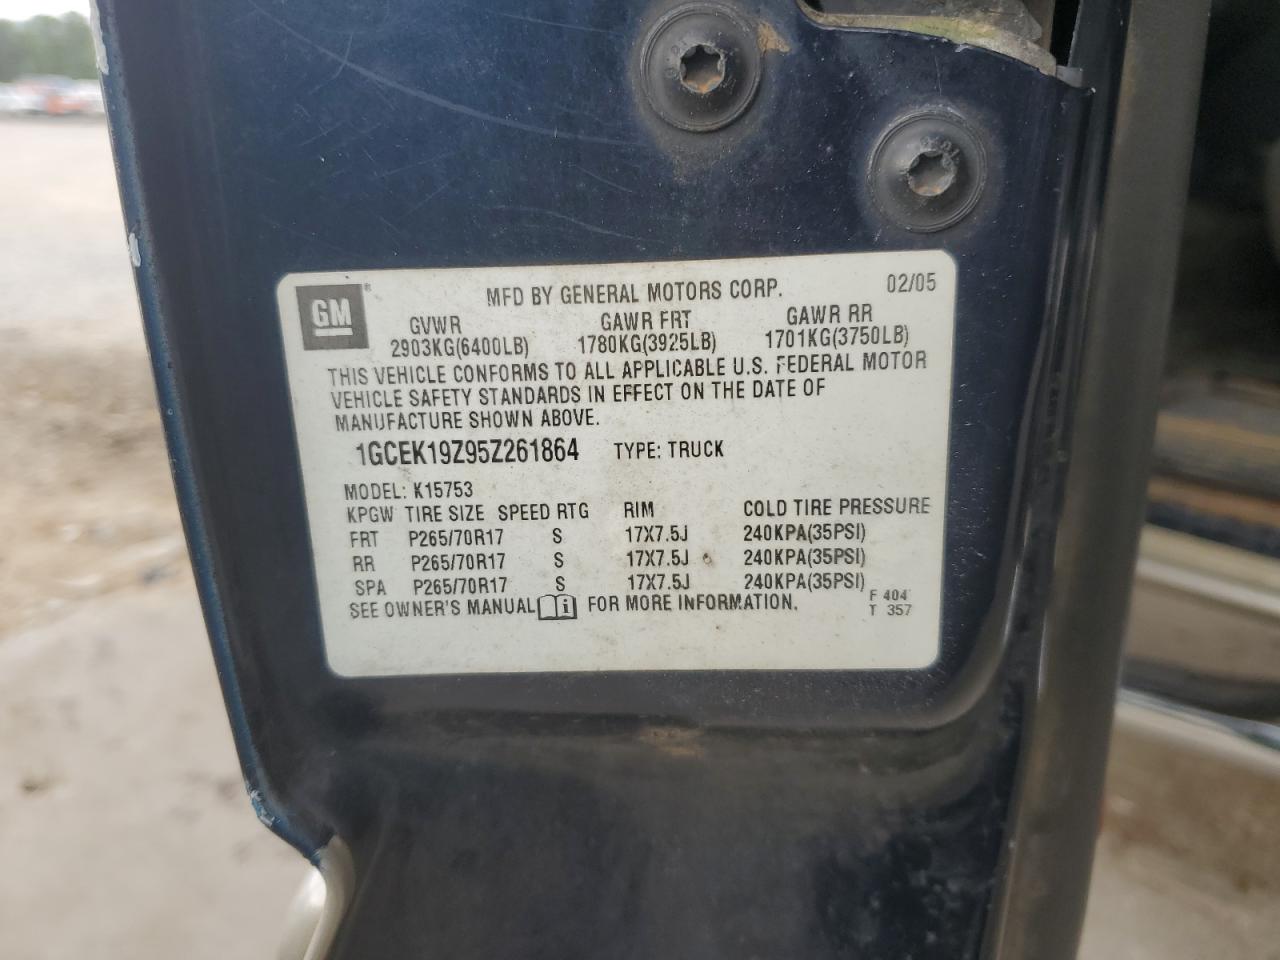 GM ®
MFD BY GENERAL MOTORS CORP. 02/05
GVWR GAWR FRT GAWR RR
2903KG(6400LB) 1780KG(3925LB) 1701KG(3750LB)
THIS VEHICLE CONFORMS TO ALL APPLICABLE U.S. FEDERAL MOTOR
VEHICLE SAFETY STANDARDS IN EFFECT ON THE DATE OF
MANUFACTURE SHOWN ABOVE.
1GCEK19Z95Z261864 TYPE: TRUCK
MODEL: K15753
KPGW TIRE SIZE SPEED RTG RIM COLD TIRE PRESSURE
FRT P265/70R17 S 17X7.5J 240KPA(35PSI)
RR P265/70R17 S 17X7.5J 240KPA(35PSI)
SPA P265/70R17 S 17X7.5J 240KPA(35PSI)
SEE OWNER'S MANUAL FOR MORE INFORMATION.
F 404
T 357